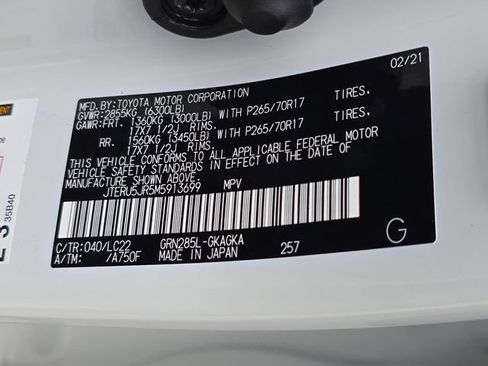 MFD.BY:TOYOTA MOTOR CORPORATION 02/21
GVWR:2855KG (6300LB)
GAWR:FRT. 1360KG (3000LB) WITH P265/70R17 TIRES,
17X7 1/2J RIMS,
RR. 1560KG (3450LB) WITH P265/70R17 TIRES,
17X7 1/2J RIMS,
THIS VEHICLE CONFORMS TO ALL APPLICABLE FEDERAL MOTOR
VEHICLE SAFETY STANDARDS IN EFFECT ON THE DATE OF
MANUFACTURE SHOWN ABOVE.
JTERU5JR5M5913699 MPV
C/TR:040/LC22 GRN285L-GKAGKA
A/TM: /A750F MADE IN JAPAN 257
G
35B40